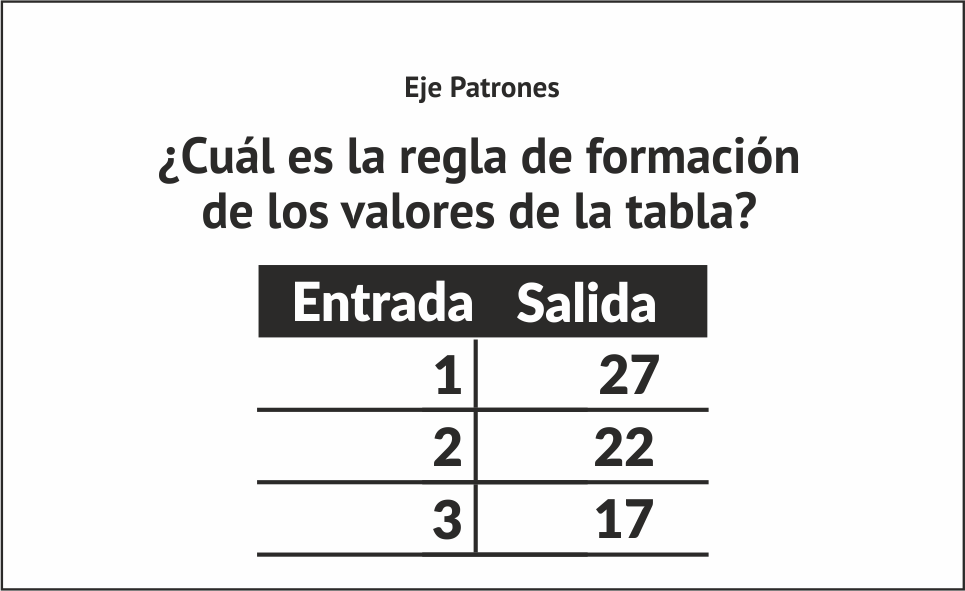 Eje Patrones
¿Cuál es la regla de formación
de los valores de la tabla?
Entrada Salida
1 27
2 22
3 17